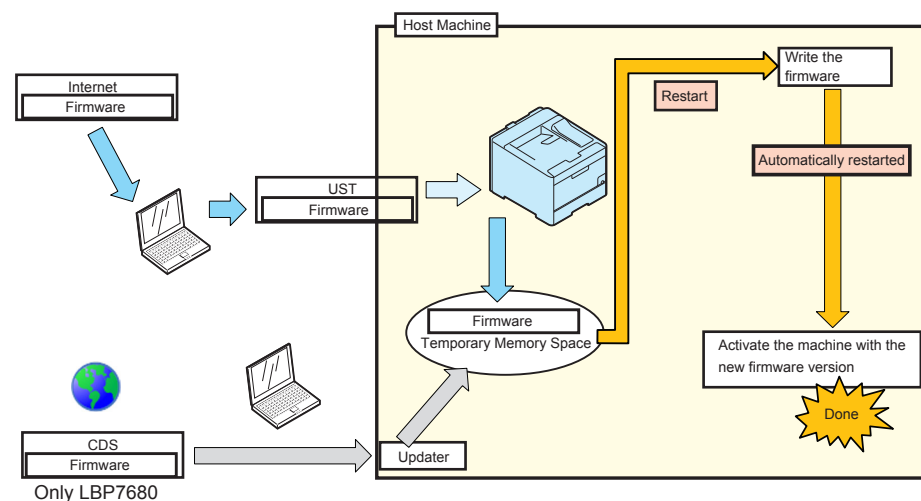 Host Machine
Internet
Firmware
Write the
firmware
Restart
Automatically restarted
UST
Firmware
Firmware
Temporary Memory Space
Activate the machine with the
new firmware version
Done
CDS
Firmware
Updater
Only LBP7680